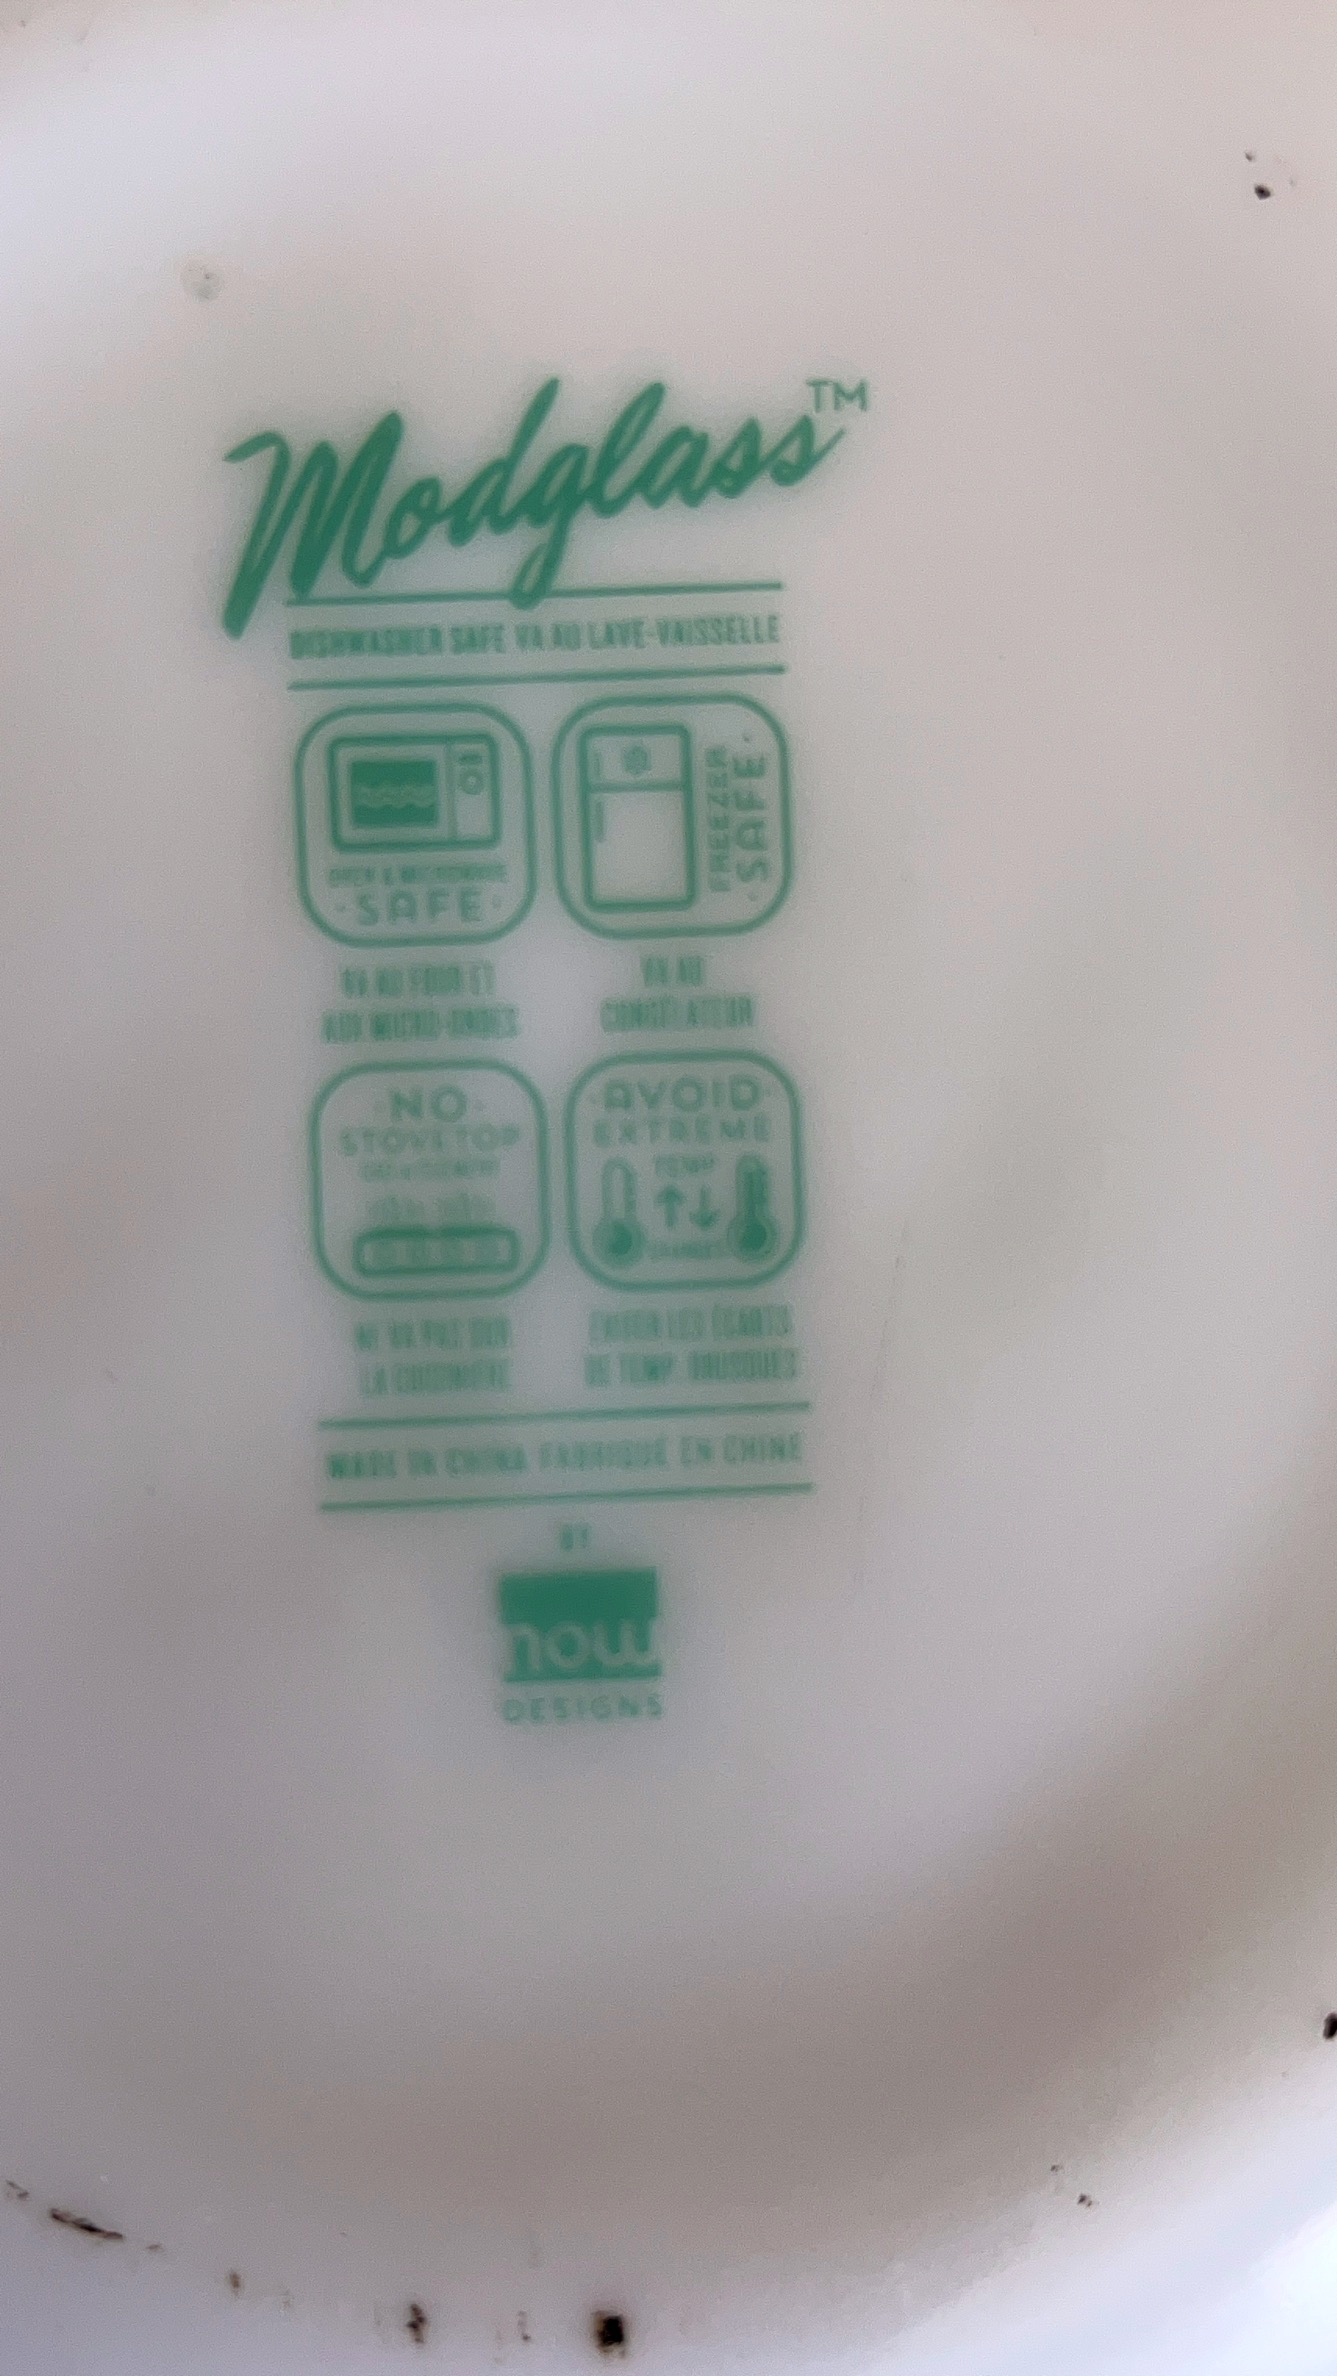 Modglass™
DISHWASHER SAFE VA AU LAVE-VAISSELLE
OVEN & MICROWAVE
·SAFE·
FREEZER
·SAFE·
VA AU FOUR ET
AUX MICRO-ONDES
VA AU
CONGÉLATEUR
·NO·
STOVETOP
·AVOID·
EXTREME
TEMP
CHANGES
NE VA PAS SUR
LA CUISINIÈRE
ÉVITER LES ÉCARTS
DE TEMP. BRUSQUES
MADE IN CHINA FABRIQUÉ EN CHINE
BY
now
DESIGNS